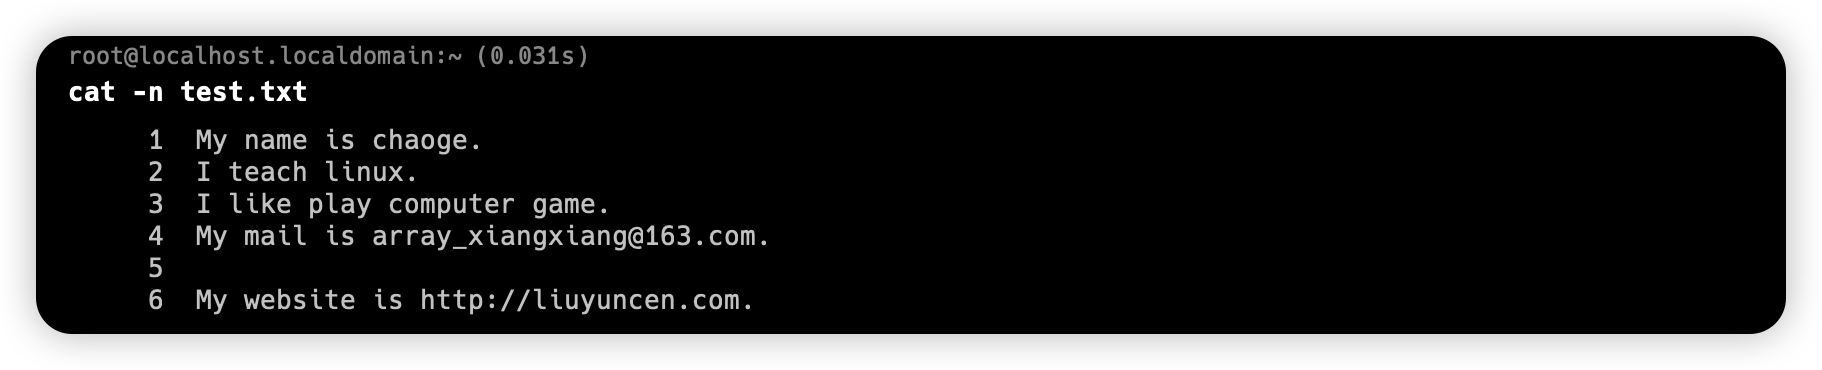 root@localhost.localdomain:~ (0.031s)
cat -n test.txt
1 My name is chaoge.
2 I teach linux.
3 I like play computer game.
4 My mail is array_xiangxiang@163.com.
5
6 My website is http://liuyuncen.com.